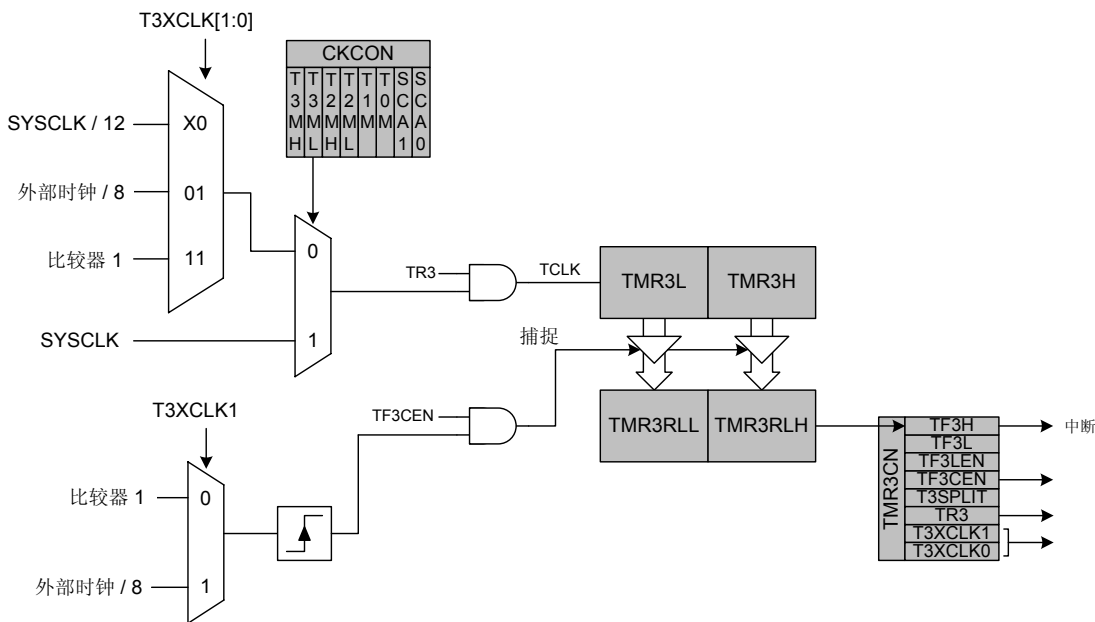 T3XCLK[1:0]
CKCON
T3MH T3ML T2MH T2ML T1M T0M SCA1 SCA0
SYSCLK / 12
X0
外部时钟 / 8
01
比较器 1
11
0
SYSCLK
1
TR3
TCLK
TMR3L
TMR3H
捕捉
T3XCLK1
TF3CEN
TMR3RLL
TMR3RLH
TMR3CN
TF3H
中断
TF3L
TF3LEN
TF3CEN
T3SPLIT
TR3
T3XCLK1
T3XCLK0
比较器 1
0
外部时钟 / 8
1